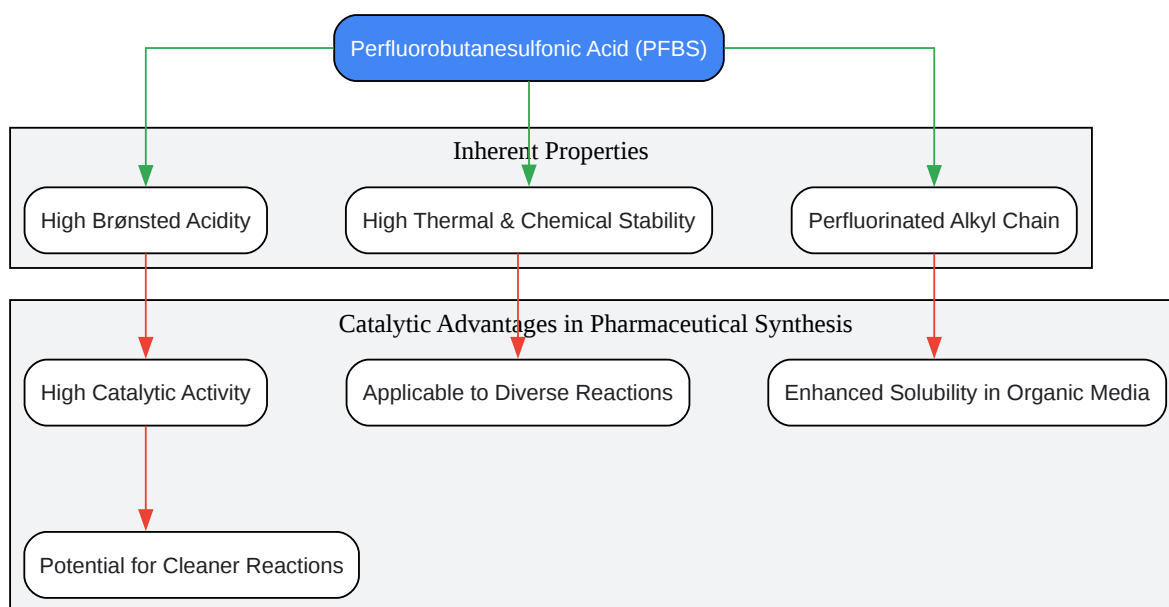 Perfluorobutanesulfonic Acid (PFBS)
Inherent Properties
High Brønsted Acidity
High Thermal & Chemical Stability
Perfluorinated Alkyl Chain
Catalytic Advantages in Pharmaceutical Synthesis
High Catalytic Activity
Applicable to Diverse Reactions
Enhanced Solubility in Organic Media
Potential for Cleaner Reactions